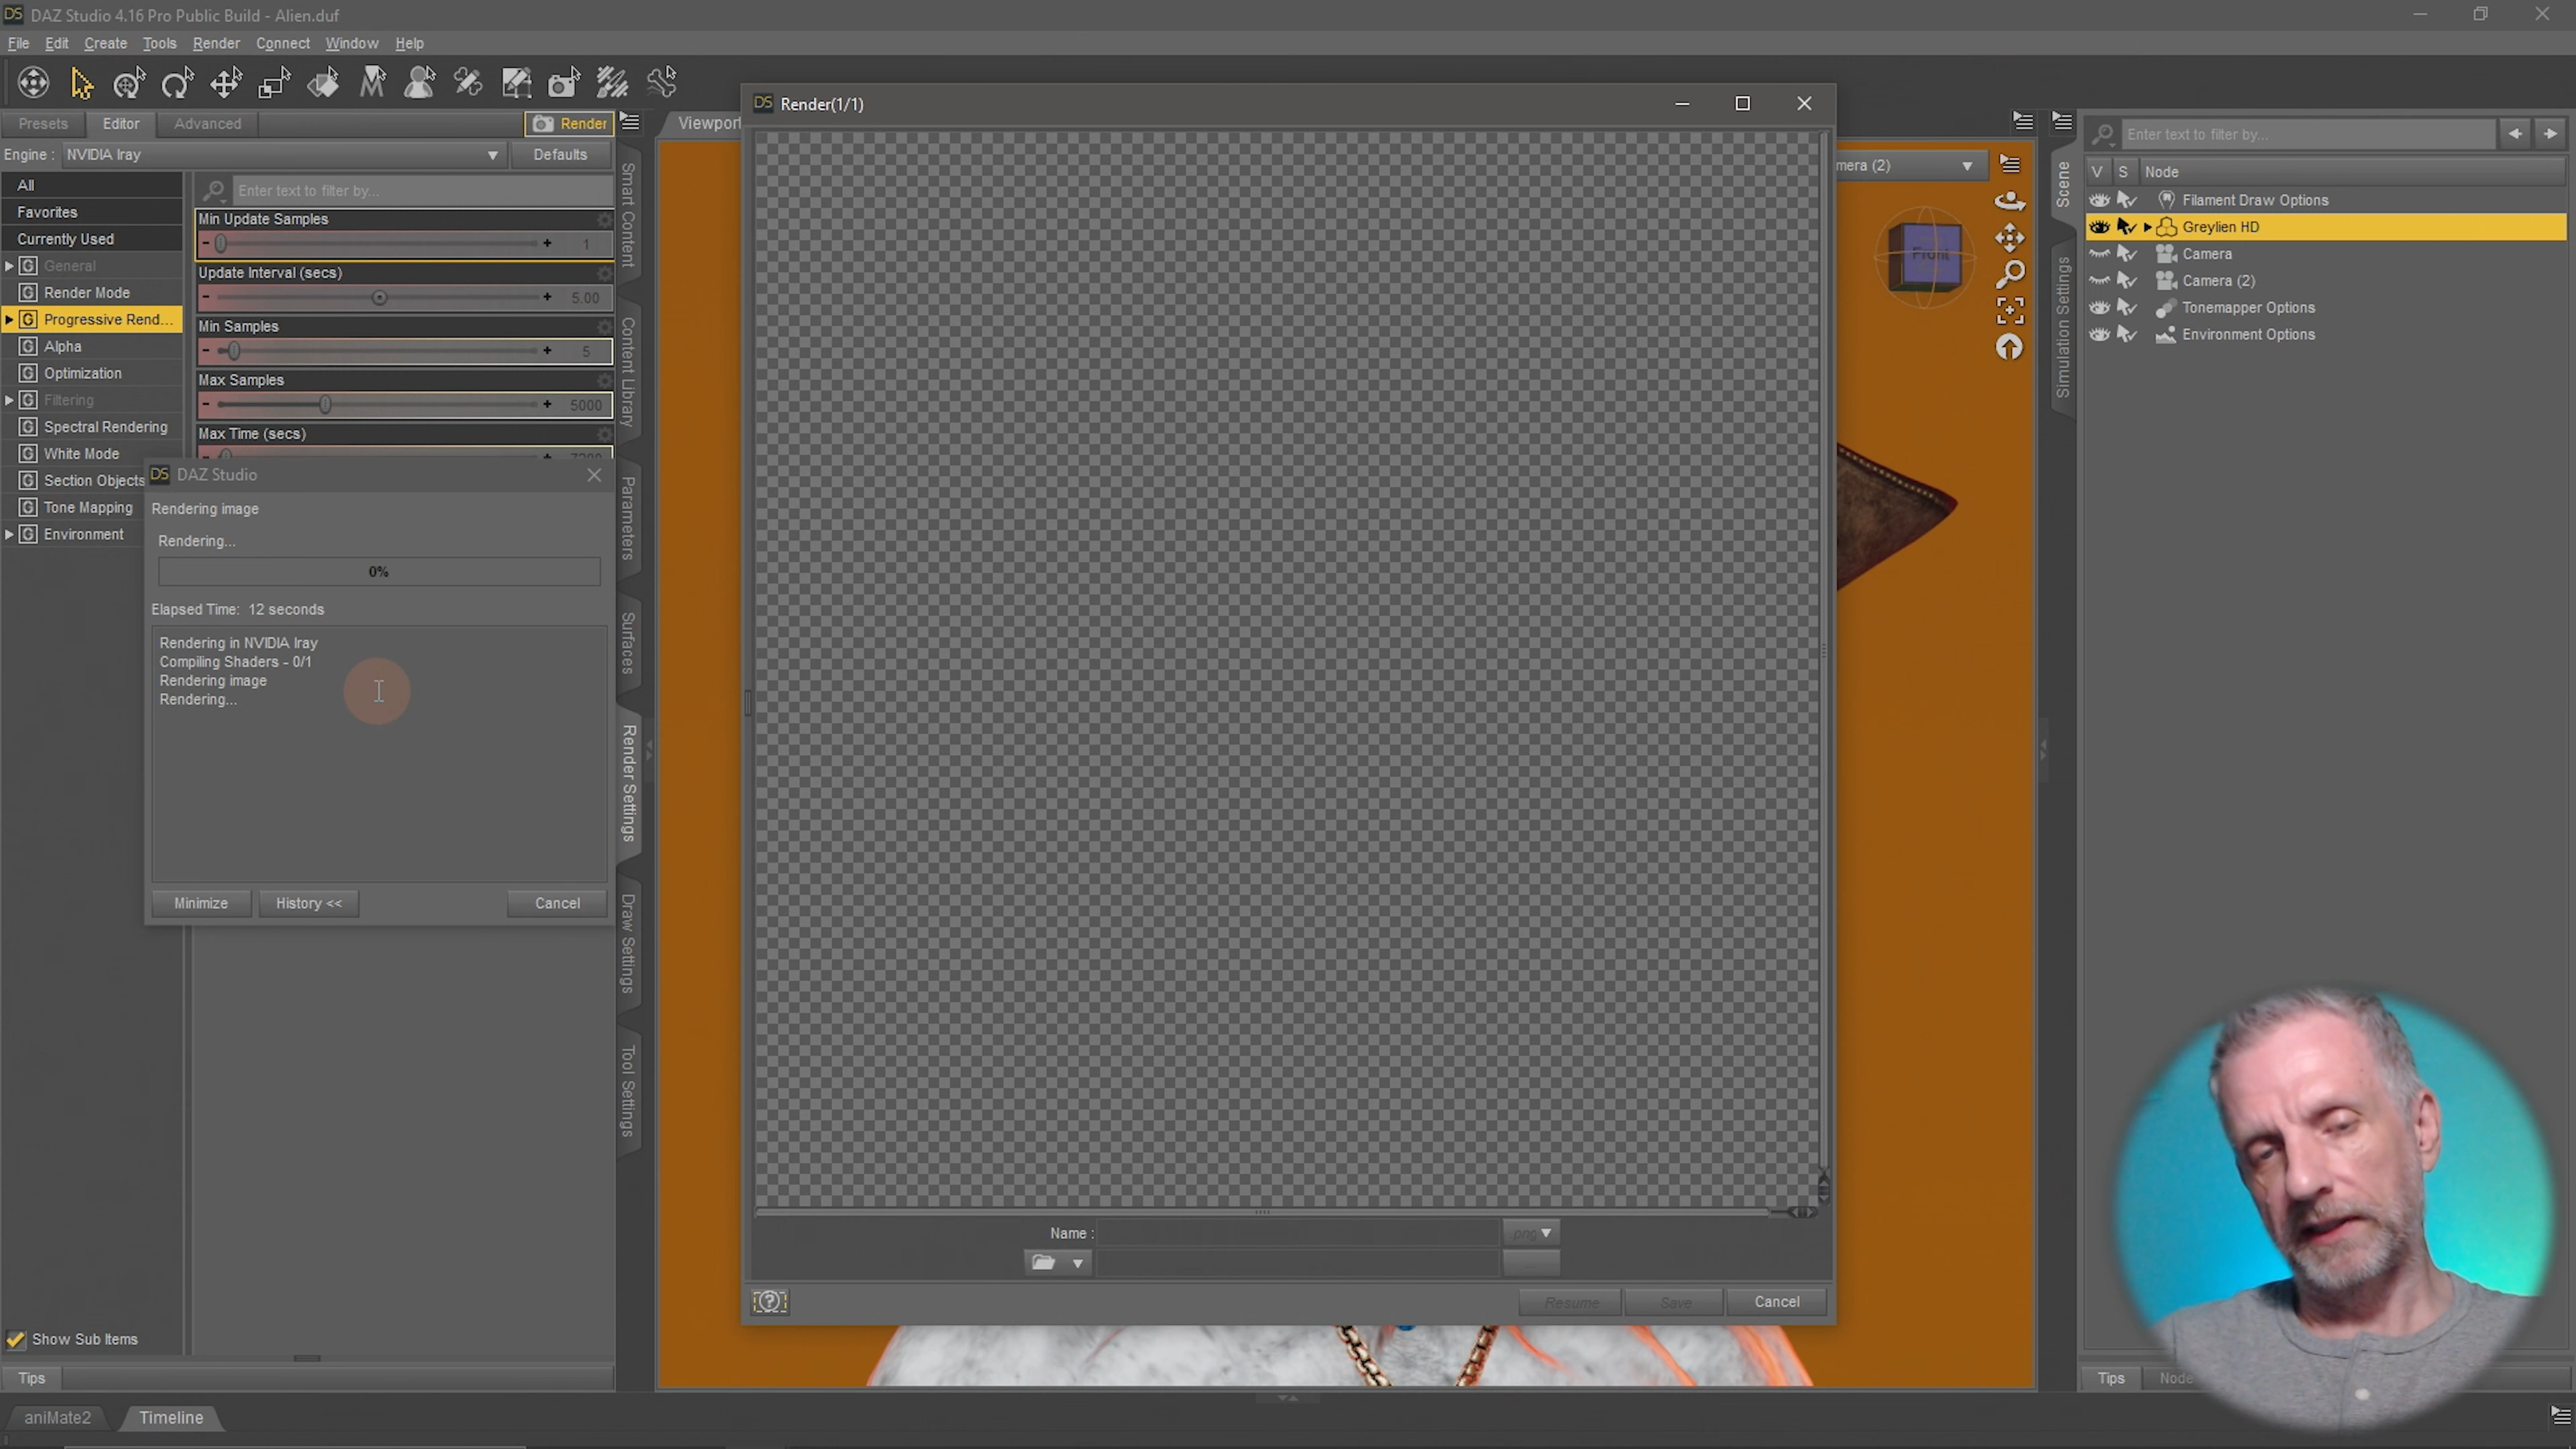 DAZ Studio 4.16 Pro Public Build - Alien.duf
File Edit Create Tools Render Connect Window Help
Presets Editor Advanced Render
Engine : NVIDIA Iray Defaults
All
Favorites
Currently Used
General
Render Mode
Progressive Rend...
Alpha
Optimization
Filtering
Spectral Rendering
White Mode
Section Objects
Tone Mapping
Environment
Enter text to filter by...
Min Update Samples
1
Update Interval (secs)
5.00
Min Samples
5
Max Samples
5000
Max Time (secs)
DAZ Studio
Rendering image
Rendering...
0%
Elapsed Time: 12 seconds
Rendering in NVIDIA Iray
Compiling Shaders - 0/1
Rendering image
Rendering...
Minimize History << Cancel
Show Sub Items
Tips
aniMate2 Timeline
Smart Content
Content Library
Parameters
Surfaces
Render Settings
Draw Settings
Tool Settings
Viewport
Render(1/1)
Name :
.png
Resume Save Cancel
mera (2)
Front
Scene
Simulation Settings
Enter text to filter by...
V S Node
Filament Draw Options
Greylien HD
Camera
Camera (2)
Tonemapper Options
Environment Options
Tips Node